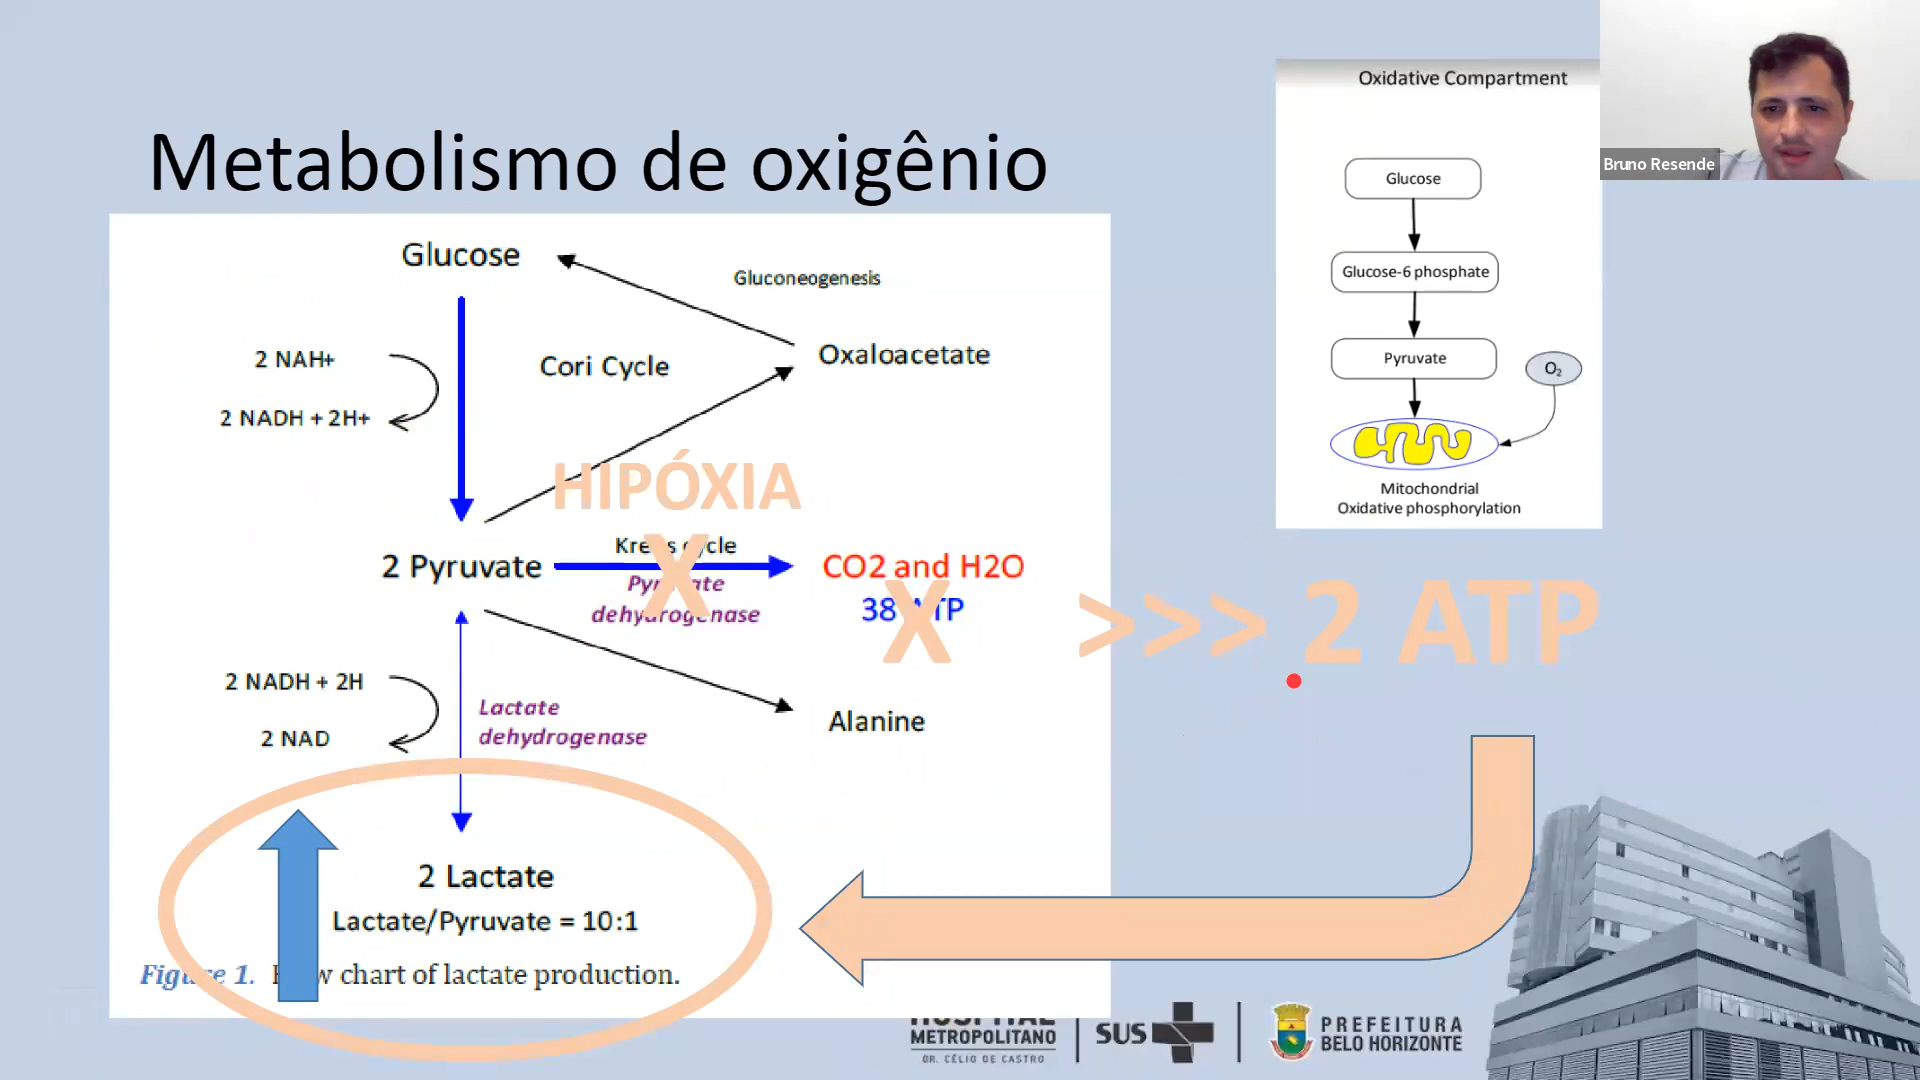 Oxidative Compartment
Bruno Resende
Metabolismo de oxigênio
Glucose
Glucose-6 phosphate
Pyruvate
O2
Mitochondrial
Oxidative phosphorylation
Glucose
Gluconeogenesis
2 NAH+
Cori Cycle
Oxaloacetate
2 NADH + 2H+
HIPÓXIA
X
Krebs cycle
2 Pyruvate
CO2 and H2O
Pyruvate
dehydrogenase
38 ATP
X
>>> 2 ATP
2 NADH + 2H
Lactate
dehydrogenase
2 NAD
Alanine
2 Lactate
Lactate/Pyruvate = 10:1
Figure 1. Flow chart of lactate production.
HOSPITAL
METROPOLITANO
DR. CÉLIO DE CASTRO
SUS
PREFEITURA
BELO HORIZONTE